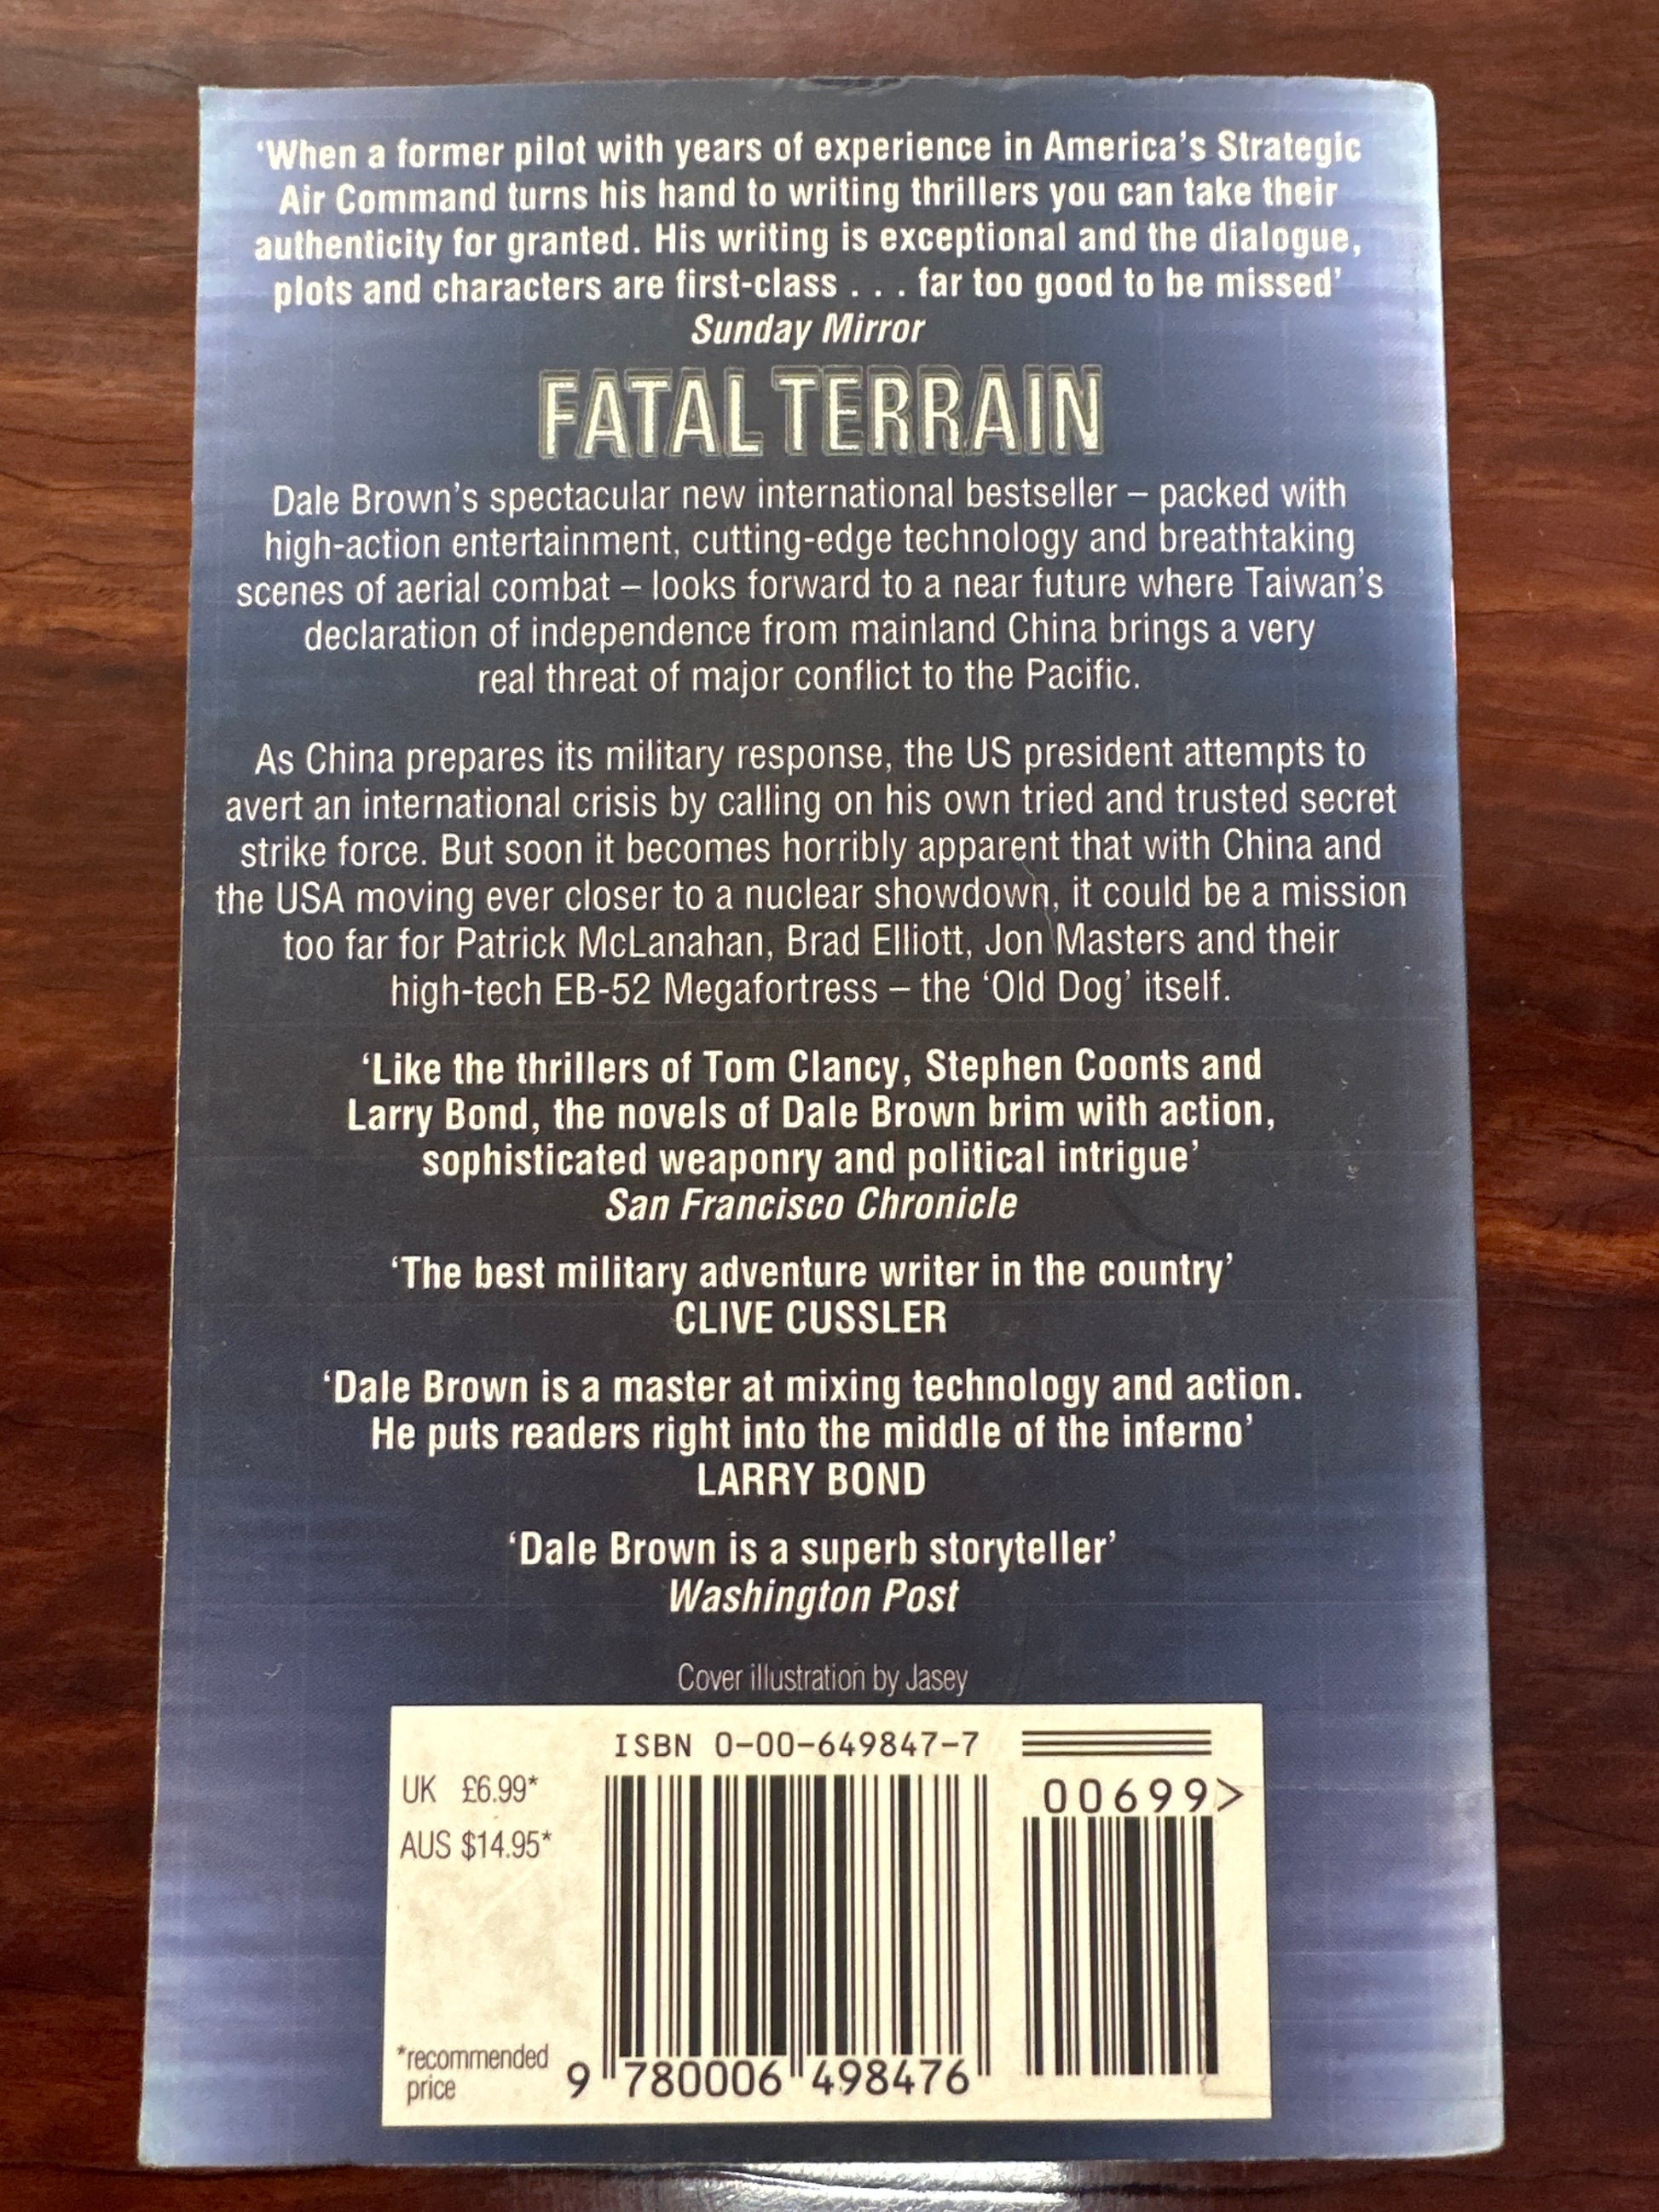 ‘When a former pilot with years of experience in America’s Strategic
Air Command turns his hand to writing thrillers you can take their
authenticity for granted. His writing is exceptional and the dialogue,
plots and characters are first-class . . . far too good to be missed’
Sunday Mirror
FATAL TERRAIN
Dale Brown’s spectacular new international bestseller – packed with
high-action entertainment, cutting-edge technology and breathtaking
scenes of aerial combat – looks forward to a near future where Taiwan’s
declaration of independence from mainland China brings a very
real threat of major conflict to the Pacific.
As China prepares its military response, the US president attempts to
avert an international crisis by calling on his own tried and trusted secret
strike force. But soon it becomes horribly apparent that with China and
the USA moving ever closer to a nuclear showdown, it could be a mission
too far for Patrick McLanahan, Brad Elliott, Jon Masters and their
high-tech EB-52 Megafortress – the ‘Old Dog’ itself.
‘Like the thrillers of Tom Clancy, Stephen Coonts and
Larry Bond, the novels of Dale Brown brim with action,
sophisticated weaponry and political intrigue’
San Francisco Chronicle
‘The best military adventure writer in the country’
CLIVE CUSSLER
‘Dale Brown is a master at mixing technology and action.
He puts readers right into the middle of the inferno’
LARRY BOND
‘Dale Brown is a superb storyteller’
Washington Post
Cover illustration by Jasey
ISBN 0-00-649847-7
UK £6.99*
AUS $14.95*
00699>
*recommended
price
9 780006 498476